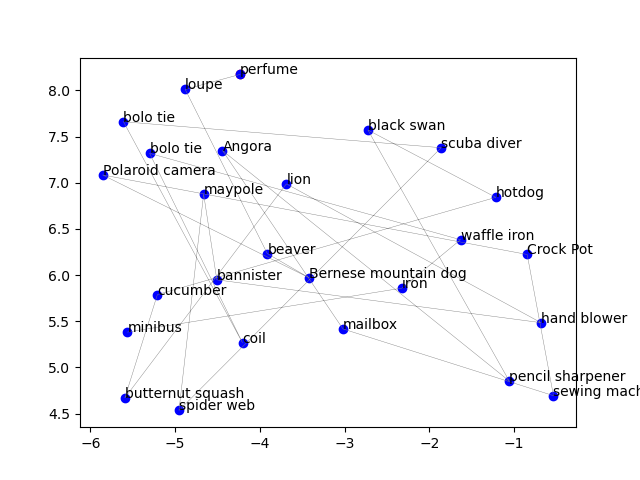 perfume
loupe
8.0
bolo tie
black swan
7.5
scuba diver
bolo tie
Angora
Polaroid camera
7.0
lion
maypole
hotdog
6.5
waffle iron
beaver
Crock Pot
6.0
bannister
Bernese mountain dog
iron
cucumber
5.5
minibus
mailbox
hand blower
coil
5.0
pencil sharpener
butternut squash
sewing mach
spider web
4.5
−6 −5 −4 −3 −2 −1